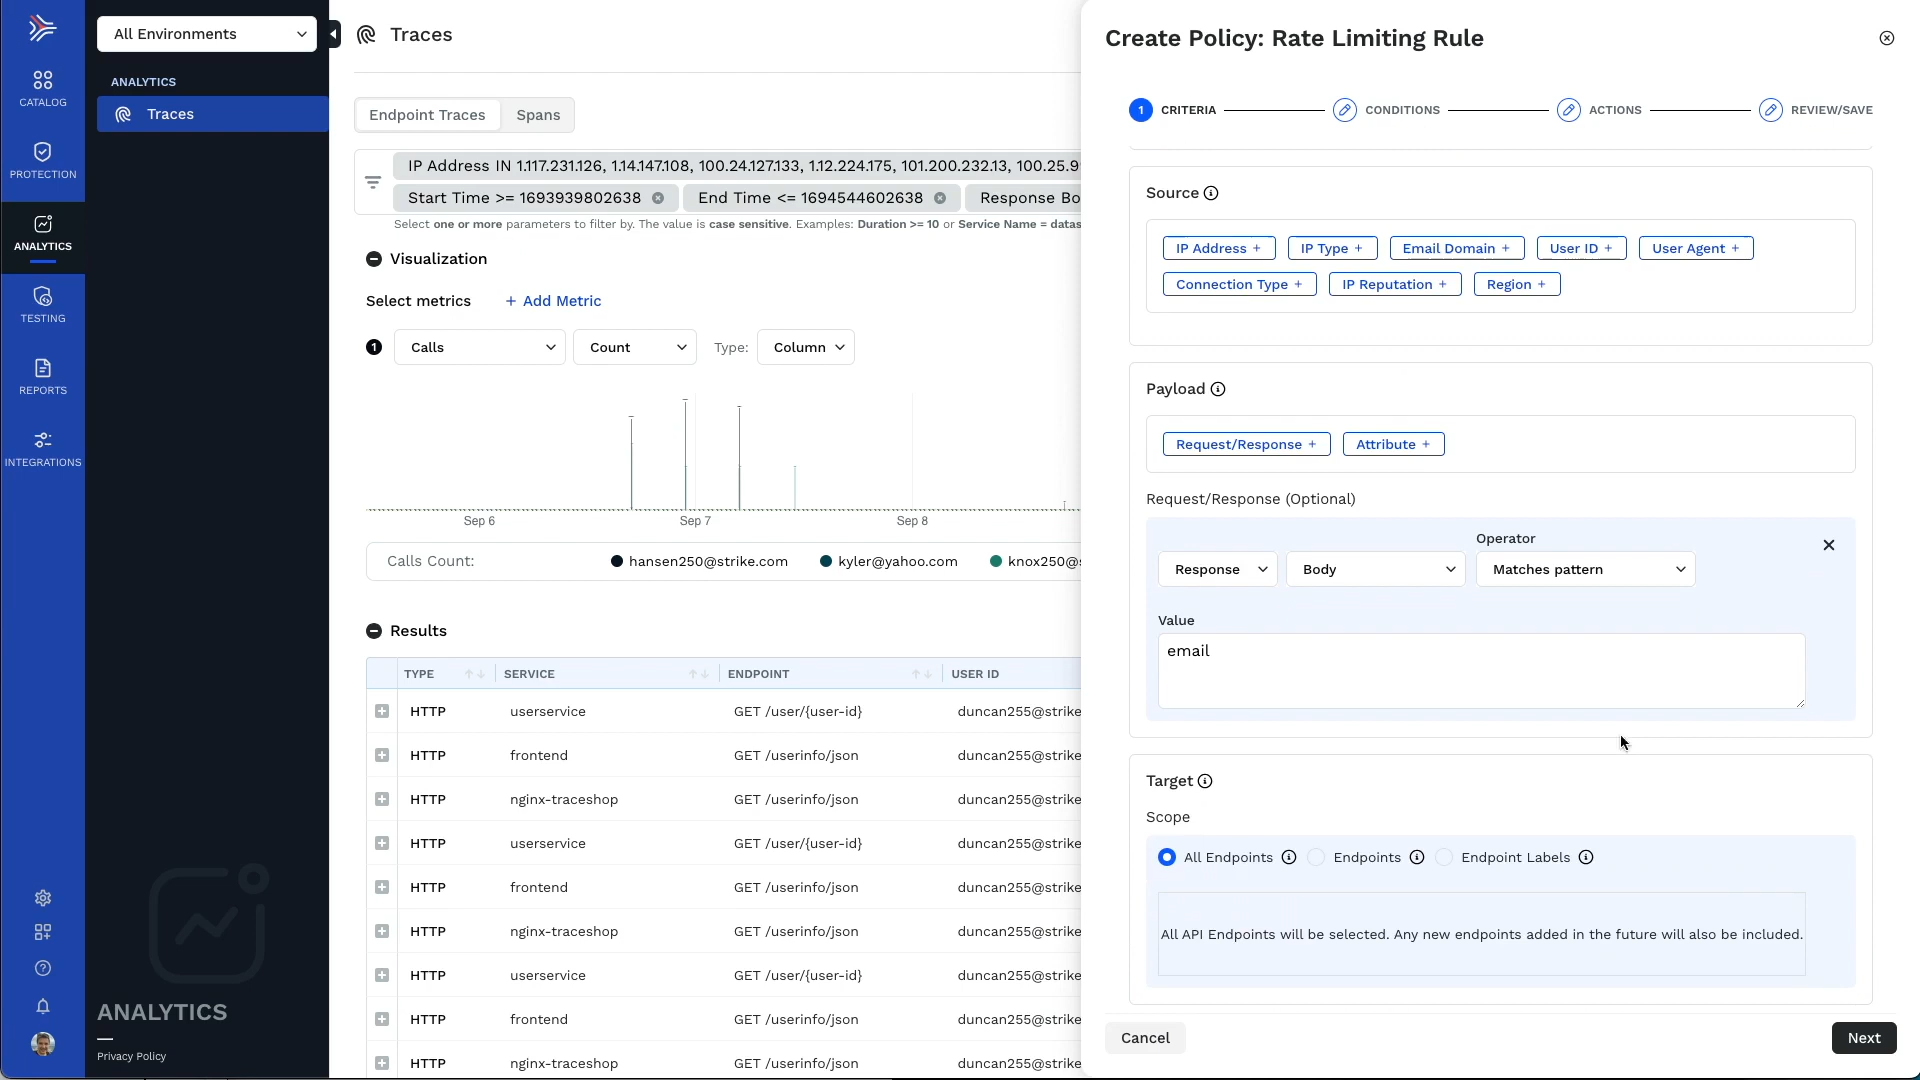 CATALOG
PROTECTION
ANALYTICS
TESTING
REPORTS
INTEGRATIONS
All Environments
ANALYTICS
Traces
ANALYTICS
Privacy Policy
Traces
Endpoint Traces
Spans
IP Address IN 1.117.231.126, 1.14.147.108, 100.24.127.133, 1.12.224.175, 101.200.232.13, 100.25.9
Start Time >= 1693939802638
End Time <= 1694544602638
Response Bo
Select one or more parameters to filter by. The value is case sensitive. Examples: Duration >= 10 or Service Name = datas
Visualization
Select metrics
+ Add Metric
1
Calls
Count
Type:
Column
Sep 6
Sep 7
Sep 8
Calls Count:
hansen250@strike.com
kyler@yahoo.com
knox250@s
Results
TYPE SERVICE ENDPOINT USER ID
HTTP userservice GET /user/{user-id} duncan255@strike
HTTP frontend GET /userinfo/json duncan255@strike
HTTP nginx-traceshop GET /userinfo/json duncan255@strike
HTTP userservice GET /user/{user-id} duncan255@strike
HTTP frontend GET /userinfo/json duncan255@strike
HTTP nginx-traceshop GET /userinfo/json duncan255@strike
HTTP userservice GET /user/{user-id} duncan255@strike
HTTP frontend GET /userinfo/json duncan255@strike
HTTP nginx-traceshop GET /userinfo/json duncan255@strike
Create Policy: Rate Limiting Rule
1 CRITERIA
CONDITIONS
ACTIONS
REVIEW/SAVE
Source
IP Address +
IP Type +
Email Domain +
User ID +
User Agent +
Connection Type +
IP Reputation +
Region +
Payload
Request/Response +
Attribute +
Request/Response (Optional)
Operator
Response
Body
Matches pattern
Value
email
Target
Scope
All Endpoints
Endpoints
Endpoint Labels
All API Endpoints will be selected. Any new endpoints added in the future will also be included.
Cancel
Next